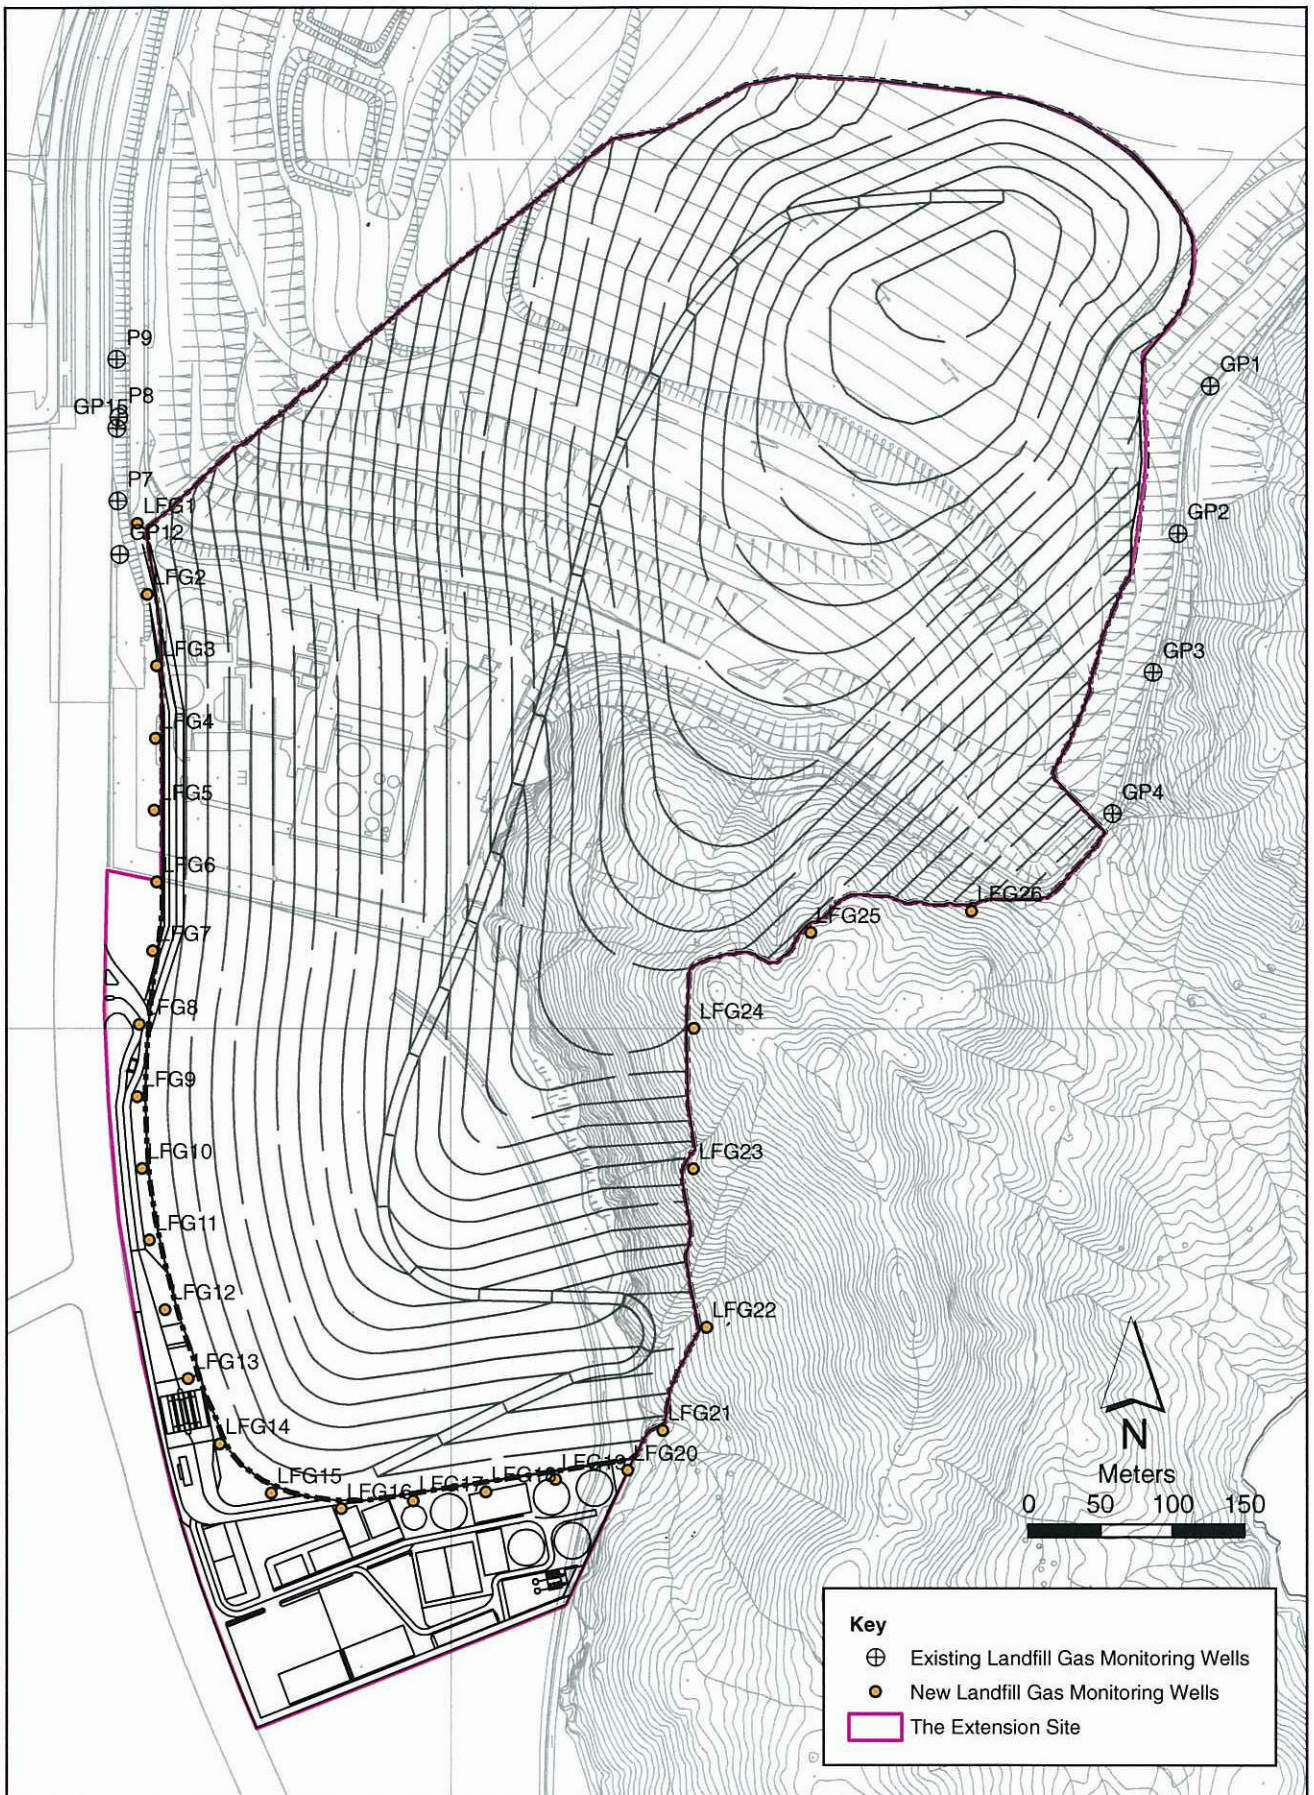 P9
GP1
P8
GP15
P7
LFG1
GP2
GP12
LFG2
LFG3
GP3
LFG4
LFG5
GP4
LFG6
LFG26
LFG25
LFG7
LFG8
LFG24
LFG9
LFG10
LFG23
LFG11
LFG12
LFG22
LFG13
LFG21
LFG14
LFG20
LFG19
LFG18
LFG17
LFG16
LFG15
N
Meters
0 50 100 150
Key
Existing Landfill Gas Monitoring Wells
New Landfill Gas Monitoring Wells
The Extension Site